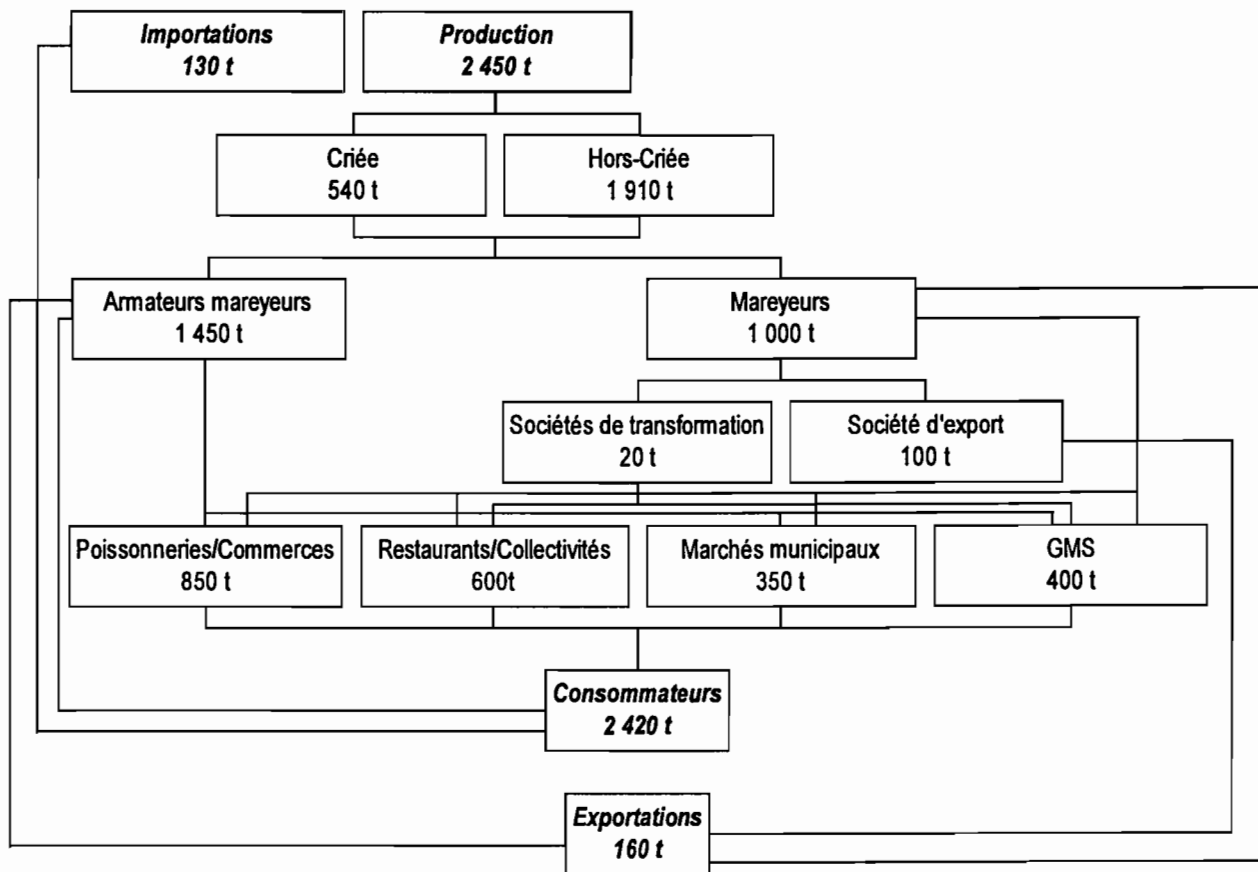 Importations
130 t
Production
2 450 t
Criée
540 t
Hors-Criée
1 910 t
Armateurs mareyeurs
1 450 t
Mareyeurs
1 000 t
Sociétés de transformation
20 t
Société d'export
100 t
Poissonneries/Commerces
850 t
Restaurants/Collectivités
600t
Marchés municipaux
350 t
GMS
400 t
Consommateurs
2 420 t
Exportations
160 t